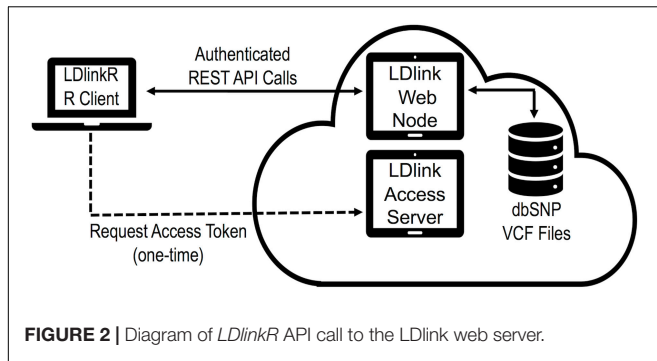 LDlinkR
R Client
Authenticated
REST API Calls
LDlink
Web
Node
LDlink
Access
Server
dbSNP
VCF Files
Request Access Token
(one-time)
FIGURE 2 | Diagram of LDlinkR API call to the LDlink web server.